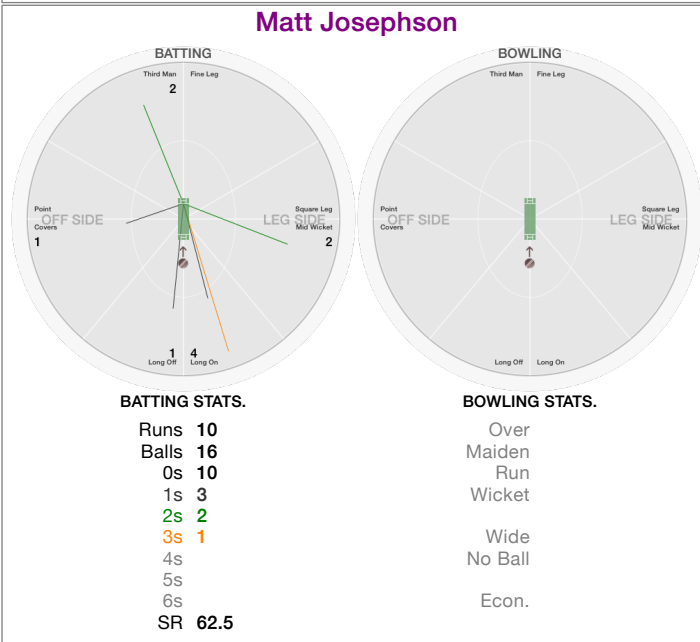 Matt Josephson
BATTING
Third Man Fine Leg
2
Point
OFF SIDE
Covers
1
Square Leg
LEG SIDE
Mid Wicket
2
1 4
Long Off Long On
BOWLING
Third Man Fine Leg
Point
OFF SIDE
Covers
Square Leg
LEG SIDE
Mid Wicket
Long Off Long On
BATTING STATS.
Runs 10
Balls 16
0s 10
1s 3
2s 2
3s 1
4s
5s
6s
SR 62.5
BOWLING STATS.
Over
Maiden
Run
Wicket
Wide
No Ball
Econ.